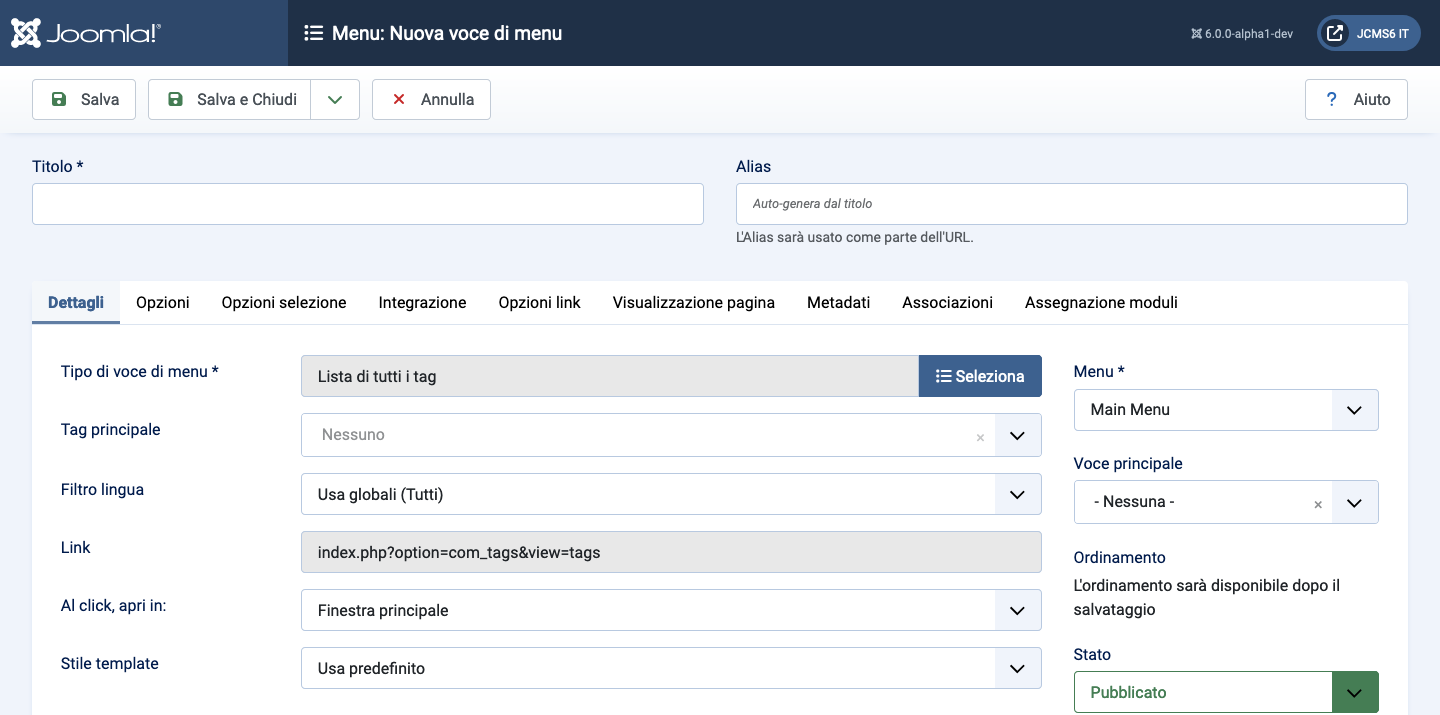 Joomla!®
Menu: Nuova voce di menu
6.0.0-alpha1-dev
JCMS6 IT
Salva
Salva e Chiudi
Annulla
? Aiuto
Titolo *
Alias
Auto-genera dal titolo
L'Alias sarà usato come parte dell'URL.
Dettagli Opzioni Opzioni selezione Integrazione Opzioni link Visualizzazione pagina Metadati Associazioni Assegnazione moduli
Tipo di voce di menu *
Lista di tutti i tag
Seleziona
Tag principale
Nessuno ×
Filtro lingua
Usa globali (Tutti)
Link
index.php?option=com_tags&view=tags
Al click, apri in:
Finestra principale
Stile template
Usa predefinito
Menu *
Main Menu
Voce principale
- Nessuna - ×
Ordinamento
L'ordinamento sarà disponibile dopo il
salvataggio
Stato
Pubblicato